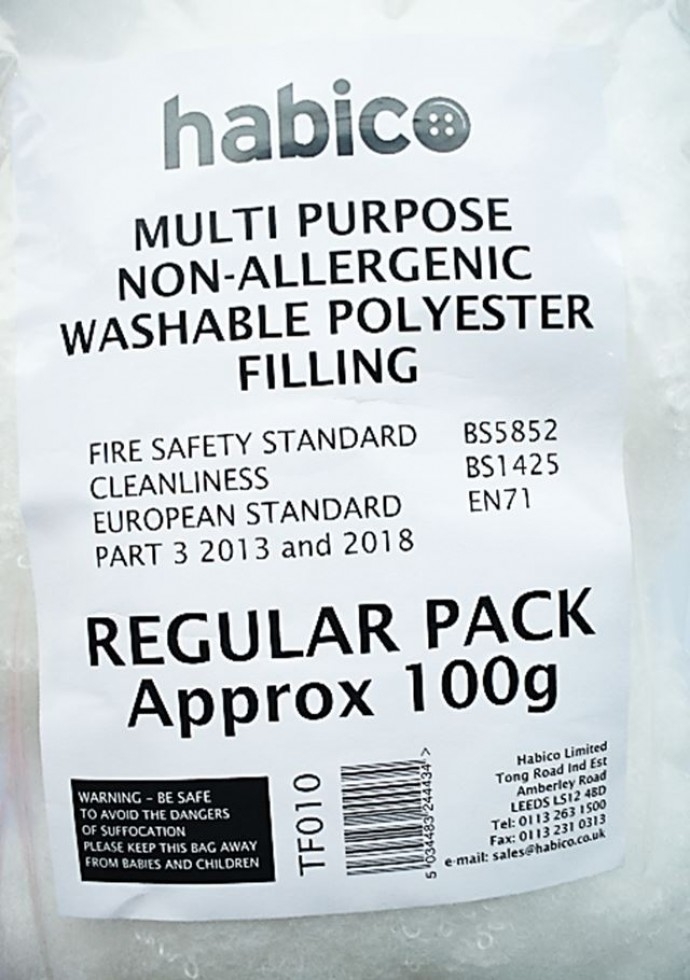 habico
MULTI PURPOSE
NON-ALLERGENIC
WASHABLE POLYESTER
FILLING
FIRE SAFETY STANDARD BS5852
CLEANLINESS BS1425
EUROPEAN STANDARD EN71
PART 3 2013 and 2018
REGULAR PACK
Approx 100g
WARNING - BE SAFE
TO AVOID THE DANGERS
OF SUFFOCATION
PLEASE KEEP THIS BAG AWAY
FROM BABIES AND CHILDREN
TF010
5 034483 244434 >
Habico Limited
Tong Road Ind Est
Amberley Road
LEEDS LS12 4BD
Tel: 0113 263 1500
Fax: 0113 231 0313
e-mail: sales@habico.co.uk